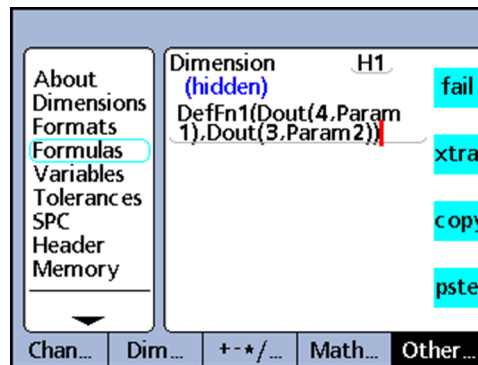 About
Dimensions
Formats
Formulas
Variables
Tolerances
SPC
Header
Memory
Dimension H1
(hidden)
DefFn1(Dout(4,Param
1),Dout(3,Param2))
fail
xtra
copy
pste
Chan... Dim... +-*/... Math... Other...